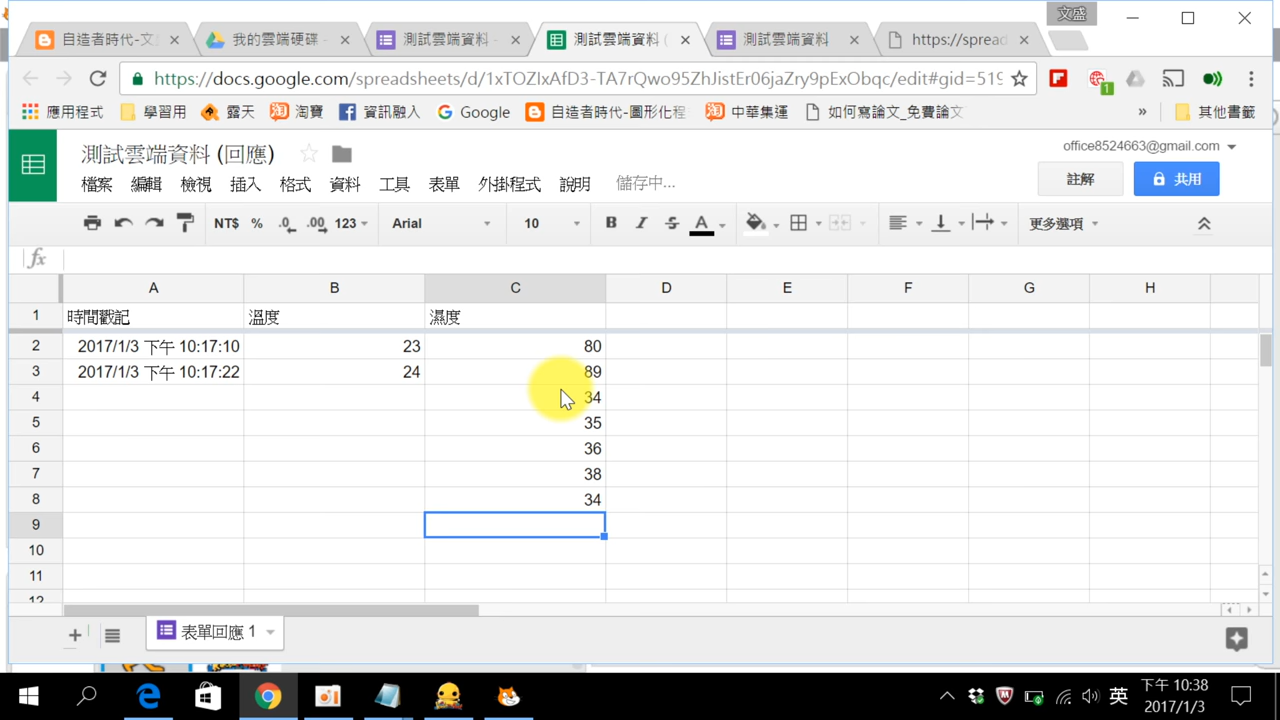 文盛
自造者時代-文
我的雲端硬碟 -
測試雲端資料 -
測試雲端資料 (
測試雲端資料
https://spread
https://docs.google.com/spreadsheets/d/1xTOZIxAfD3-TA7rQwo95ZhJistEr06jaZry9pExObqc/edit#gid=519
1
應用程式
學習用
露天
淘寶
資訊融入
Google
自造者時代-圖形化程
中華集運
如何寫論文_免費論文
»
其他書籤
測試雲端資料 (回應)
office8524663@gmail.com
檔案 編輯 檢視 插入 格式 資料 工具 表單 外掛程式 說明 儲存中...
註解
共用
NT$ % .0 .00 123 Arial 10 B I S A 更多選項
fx
A B C D E F G H
1 時間戳記 溫度 濕度
2 2017/1/3 下午 10:17:10 23 80
3 2017/1/3 下午 10:17:22 24 89
4 34
5 35
6 36
7 38
8 34
9
10
11
12
表單回應 1
英
下午 10:38
2017/1/3